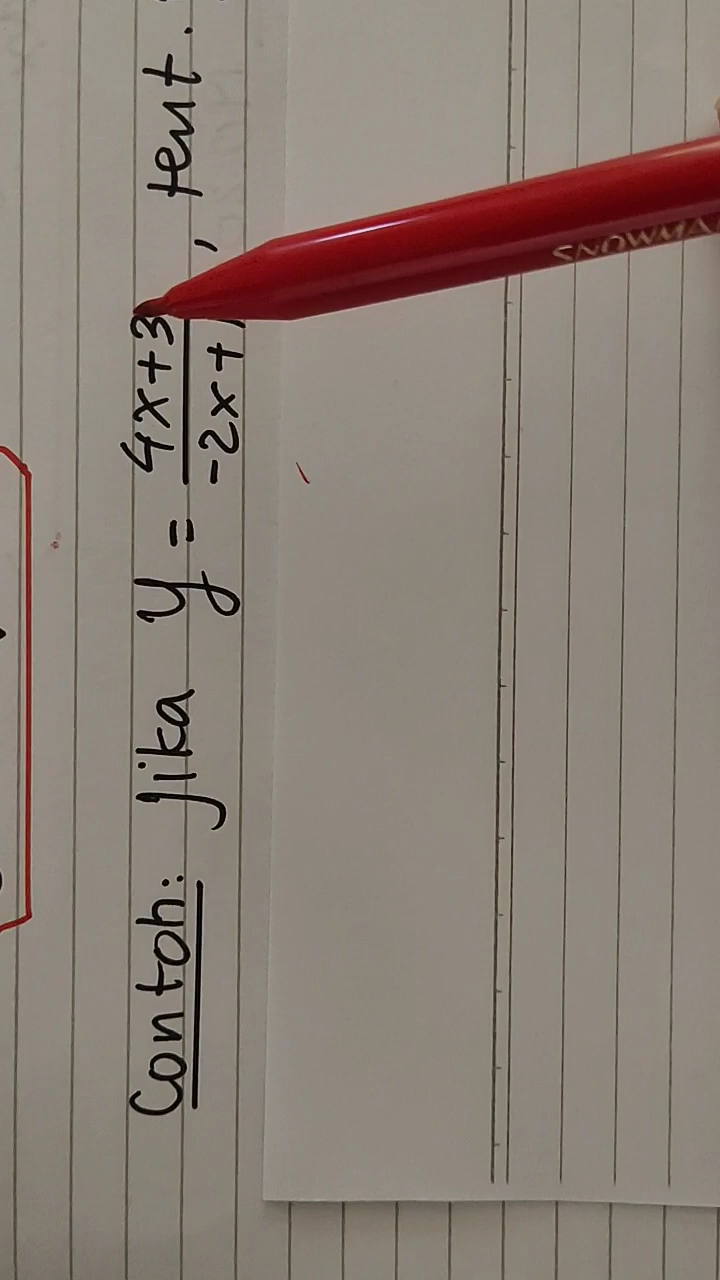 Contoh: Jika y = 4x+3 / -2x+ , tent.
SNOWMA